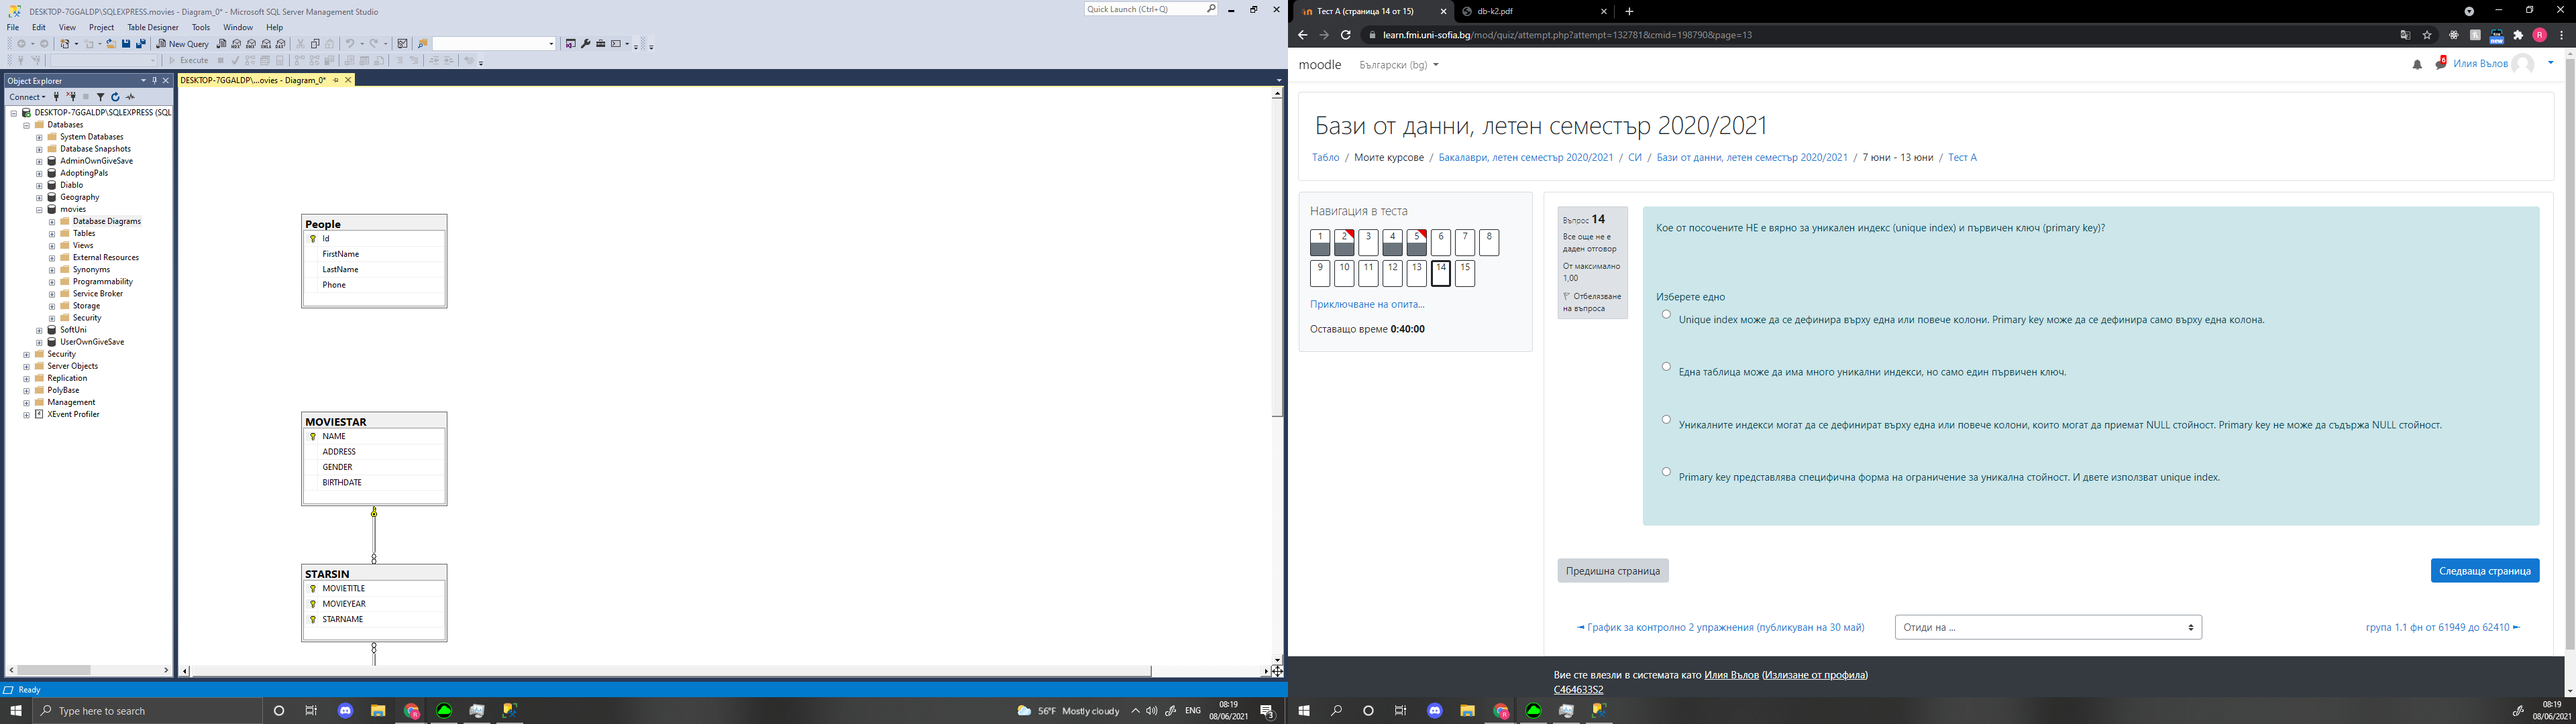 DESKTOP-7GGALDP\SQLEXPRESS.movies - Diagram_0* - Microsoft SQL Server Management Studio
Quick Launch (Ctrl+Q)
File Edit View Project Table Designer Tools Window Help
New Query
Execute
Object Explorer
DESKTOP-7GGALDP\...ovies - Diagram_0*
Connect
DESKTOP-7GGALDP\SQLEXPRESS (SQL
Databases
System Databases
Database Snapshots
AdminOwnGiveSave
AdoptingPals
Diablo
Geography
movies
Database Diagrams
Tables
Views
External Resources
Synonyms
Programmability
Service Broker
Storage
Security
SoftUni
UserOwnGiveSave
Security
Server Objects
Replication
PolyBase
Management
XEvent Profiler
People
Id
FirstName
LastName
Phone
MOVIESTAR
NAME
ADDRESS
GENDER
BIRTHDATE
STARSIN
MOVIETITLE
MOVIEYEAR
STARNAME
Ready
Type here to search
56°F Mostly cloudy
ENG
08:19
08/06/2021
3
Тест А (страница 14 от 15)
db-k2.pdf
learn.fmi.uni-sofia.bg/mod/quiz/attempt.php?attempt=132781&cmid=198790&page=13
new
R
moodle
Български (bg)
6
Илия Вълов
Бази от данни, летен семестър 2020/2021
Табло / Моите курсове / Бакалаври, летен семестър 2020/2021 / СИ / Бази от данни, летен семестър 2020/2021 / 7 юни - 13 юни / Тест А
Навигация в теста
1 2 3 4 5 6 7 8
9 10 11 12 13 14 15
Приключване на опита...
Оставащо време 0:40:00
Въпрос 14
Все още не е
даден отговор
От максимално
1,00
Отбелязване
на въпроса
Кое от посочените НЕ е вярно за уникален индекс (unique index) и първичен ключ (primary key)?
Изберете едно
Unique index може да се дефинира върху една или повече колони. Primary key може да се дефинира само върху една колона.
Една таблица може да има много уникални индекси, но само един първичен ключ.
Уникалните индекси могат да се дефинират върху една или повече колони, които могат да приемат NULL стойност. Primary key не може да съдържа NULL стойност.
Primary key представлява специфична форма на ограничение за уникална стойност. И двете използват unique index.
Предишна страница
Следваща страница
◄ График за контролно 2 упражнения (публикуван на 30 май)
Отиди на ...
група 1.1 фн от 61949 до 62410 ►
Вие сте влезли в системата като Илия Вълов (Излизане от профила)
C464633S2
08:19
08/06/2021